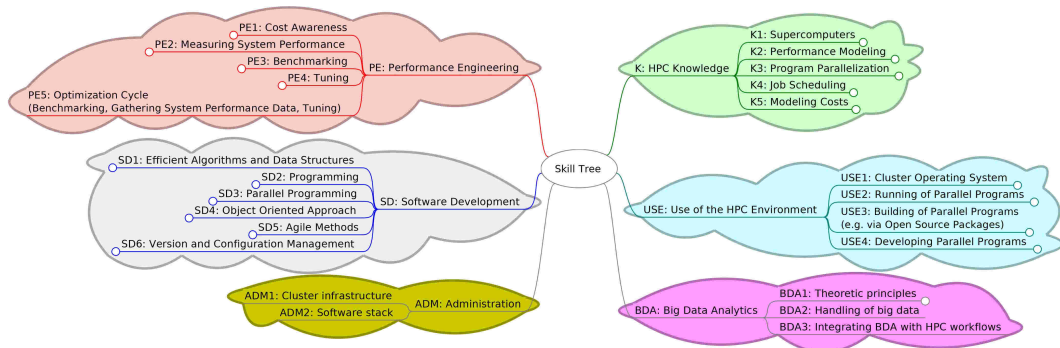 PE1: Cost Awareness
PE2: Measuring System Performance
PE3: Benchmarking
PE4: Tuning
PE5: Optimization Cycle
(Benchmarking, Gathering System Performance Data, Tuning)
PE: Performance Engineering
SD1: Efficient Algorithms and Data Structures
SD2: Programming
SD3: Parallel Programming
SD4: Object Oriented Approach
SD5: Agile Methods
SD6: Version and Configuration Management
SD: Software Development
ADM1: Cluster infrastructure
ADM2: Software stack
ADM: Administration
Skill Tree
K: HPC Knowledge
K1: Supercomputers
K2: Performance Modeling
K3: Program Parallelization
K4: Job Scheduling
K5: Modeling Costs
USE: Use of the HPC Environment
USE1: Cluster Operating System
USE2: Running of Parallel Programs
USE3: Building of Parallel Programs
(e.g. via Open Source Packages)
USE4: Developing Parallel Programs
BDA: Big Data Analytics
BDA1: Theoretic principles
BDA2: Handling of big data
BDA3: Integrating BDA with HPC workflows